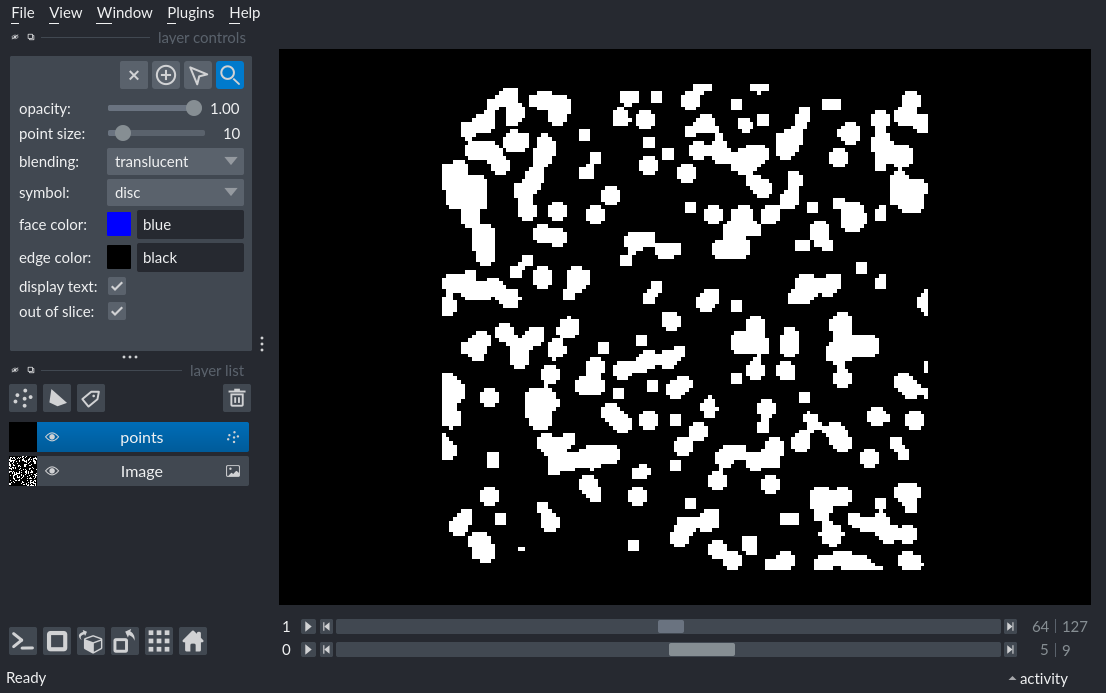 File View Window Plugins Help
layer controls
opacity: 1.00
point size: 10
blending: translucent
symbol: disc
face color: blue
edge color: black
display text:
out of slice:
layer list
points
Image
1 64 | 127
0 5 | 9
Ready activity